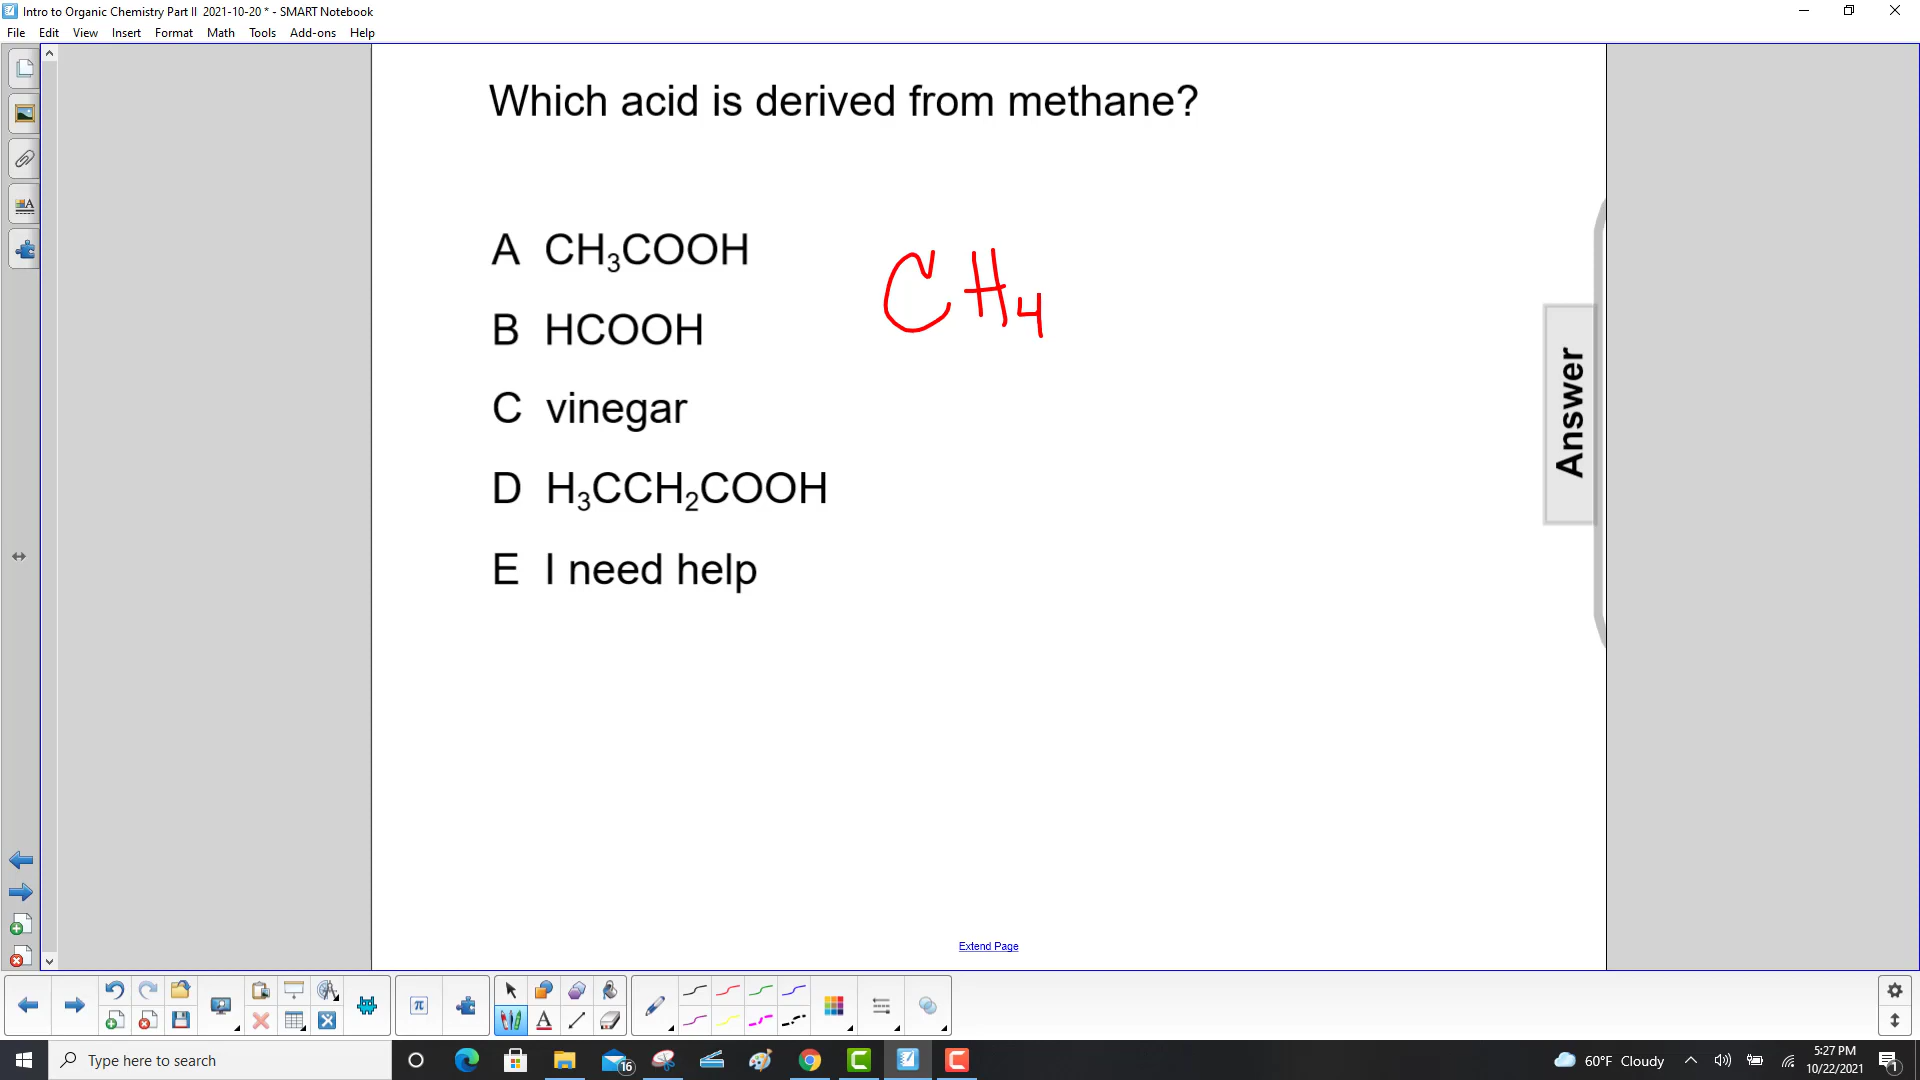 Intro to Organic Chemistry Part II 2021-10-20 * - SMART Notebook
File Edit View Insert Format Math Tools Add-ons Help
Which acid is derived from methane?
A CH₃COOH
CH₄
B HCOOH
C vinegar
D H₃CCH₂COOH
E I need help
Answer
Extend Page
π
A
Type here to search
16
60°F Cloudy
5:27 PM
10/22/2021
1